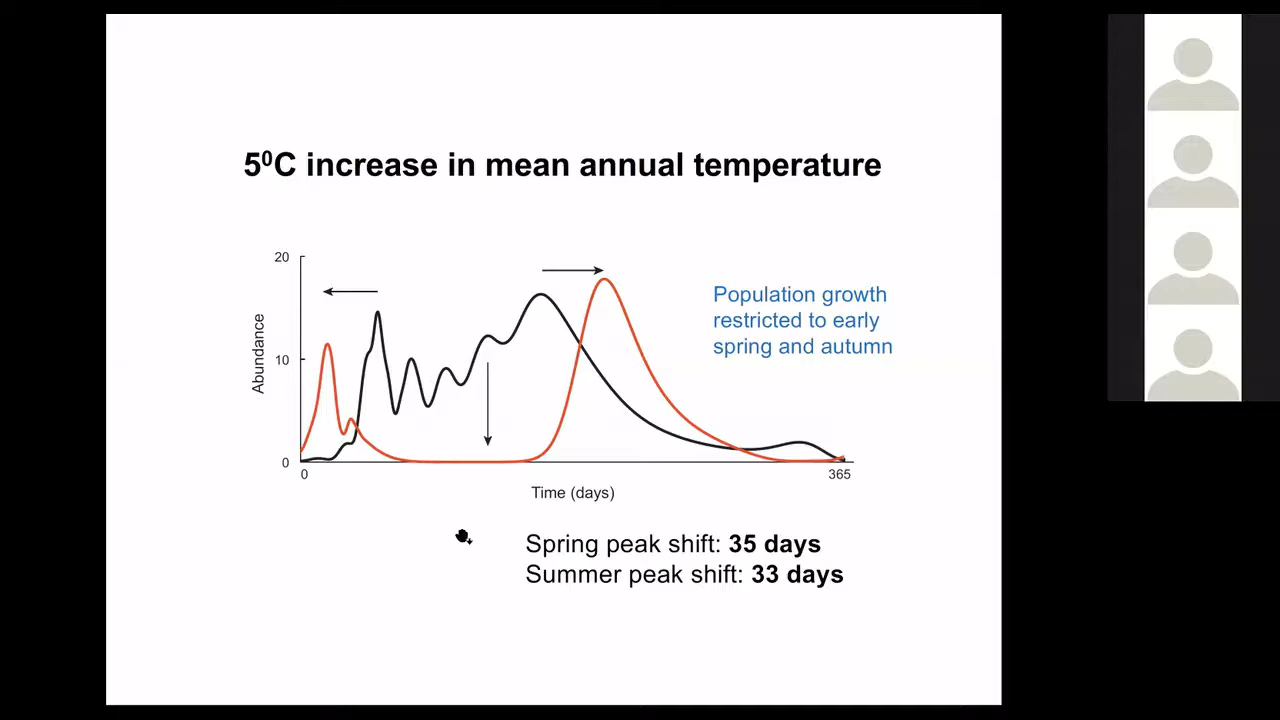 5⁰C increase in mean annual temperature
20
10
0
Abundance
0
365
Time (days)
Population growth
restricted to early
spring and autumn
Spring peak shift: 35 days
Summer peak shift: 33 days